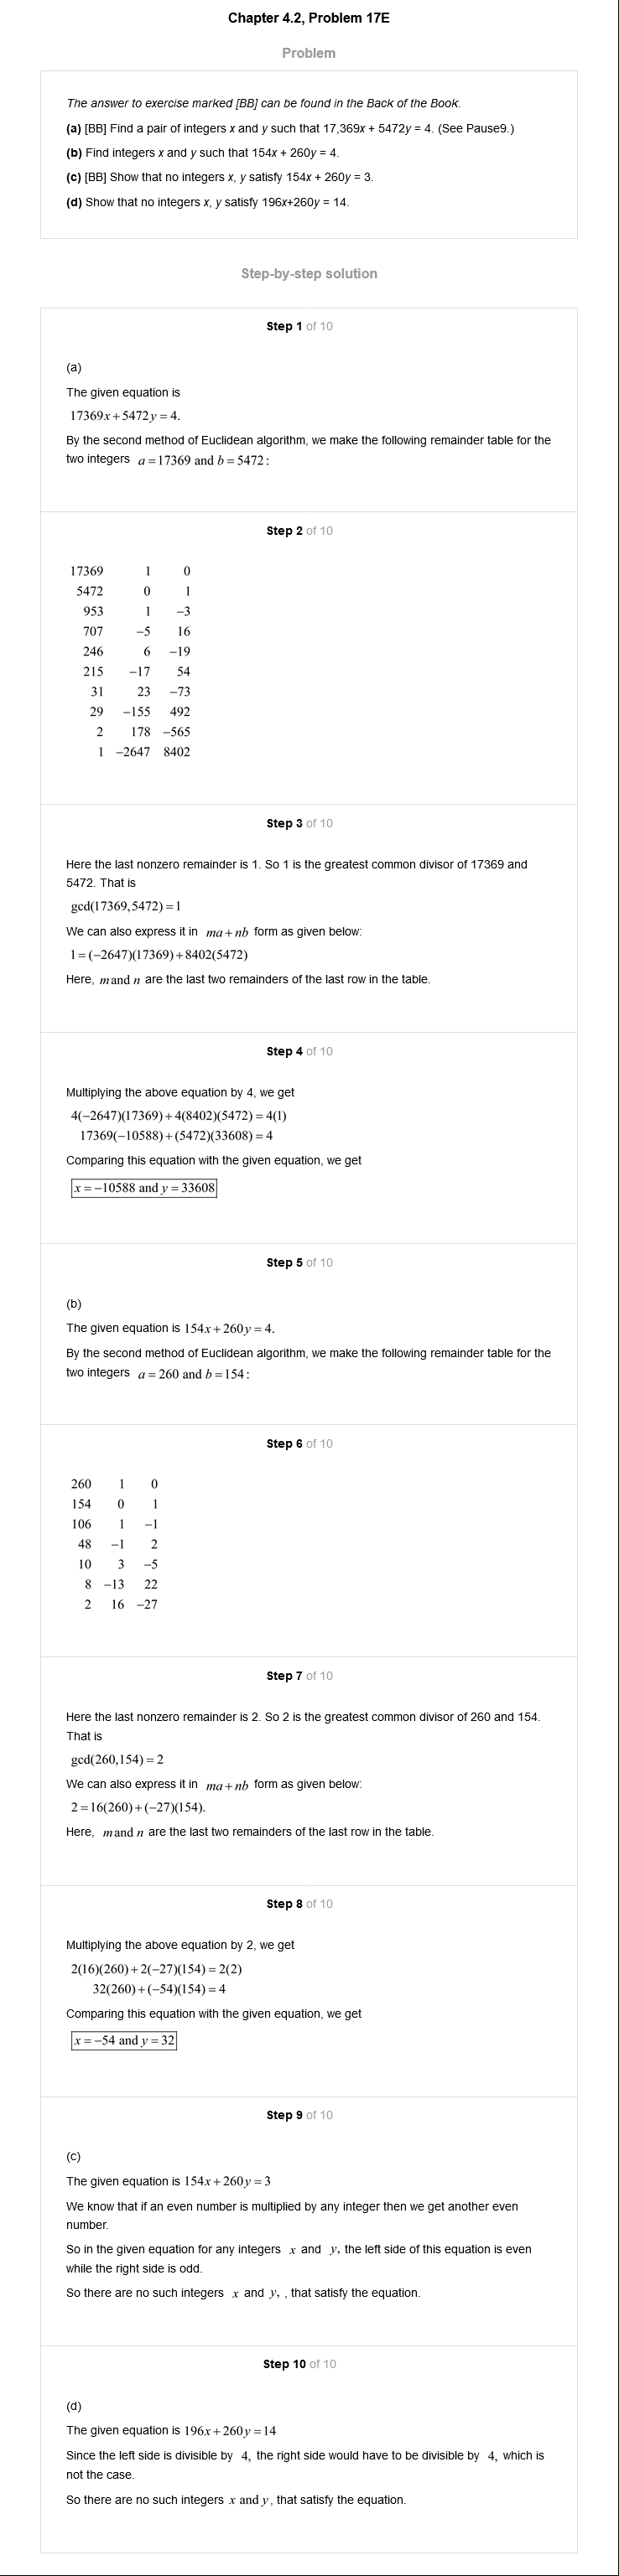 Chapter 4.2, Problem 17E
Problem
The answer to exercise marked [BB] can be found in the Back of the Book.
(a) [BB] Find a pair of integers x and y such that 17,369x + 5472y = 4. (See Pause9.)
(b) Find integers x and y such that 154x + 260y = 4.
(c) [BB] Show that no integers x, y satisfy 154x + 260y = 3.
(d) Show that no integers x, y satisfy 196x+260y = 14.
Step-by-step solution
Step 1 of 10
(a)
The given equation is
17369x + 5472y = 4.
By the second method of Euclidean algorithm, we make the following remainder table for the
two integers a = 17369 and b = 5472 :
Step 2 of 10
17369 1 0
5472 0 1
953 1 −3
707 −5 16
246 6 −19
215 −17 54
31 23 −73
29 −155 492
2 178 −565
1 −2647 8402
Step 3 of 10
Here the last nonzero remainder is 1. So 1 is the greatest common divisor of 17369 and
5472. That is
gcd(17369,5472) = 1
We can also express it in ma + nb form as given below:
1 = (−2647)(17369) + 8402(5472)
Here, m and n are the last two remainders of the last row in the table.
Step 4 of 10
Multiplying the above equation by 4, we get
4(−2647)(17369) + 4(8402)(5472) = 4(1)
17369(−10588) + (5472)(33608) = 4
Comparing this equation with the given equation, we get
x = −10588 and y = 33608
Step 5 of 10
(b)
The given equation is 154x + 260y = 4.
By the second method of Euclidean algorithm, we make the following remainder table for the
two integers a = 260 and b = 154 :
Step 6 of 10
260 1 0
154 0 1
106 1 −1
48 −1 2
10 3 −5
8 −13 22
2 16 −27
Step 7 of 10
Here the last nonzero remainder is 2. So 2 is the greatest common divisor of 260 and 154.
That is
gcd(260,154) = 2
We can also express it in ma + nb form as given below:
2 = 16(260) + (−27)(154).
Here, m and n are the last two remainders of the last row in the table.
Step 8 of 10
Multiplying the above equation by 2, we get
2(16)(260) + 2(−27)(154) = 2(2)
32(260) + (−54)(154) = 4
Comparing this equation with the given equation, we get
x = −54 and y = 32
Step 9 of 10
(c)
The given equation is 154x + 260y = 3
We know that if an even number is multiplied by any integer then we get another even
number.
So in the given equation for any integers x and y, the left side of this equation is even
while the right side is odd.
So there are no such integers x and y, , that satisfy the equation.
Step 10 of 10
(d)
The given equation is 196x + 260y = 14
Since the left side is divisible by 4, the right side would have to be divisible by 4, which is
not the case.
So there are no such integers x and y , that satisfy the equation.